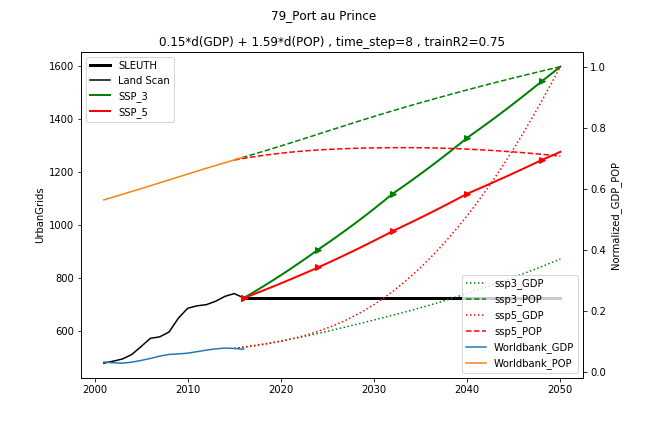 79_Port au Prince
0.15*d(GDP) + 1.59*d(POP) , time_step=8 , trainR2=0.75
SLEUTH
Land Scan
SSP_3
SSP_5
1600
1400
1200
1000
800
600
UrbanGrids
1.0
0.8
0.6
0.4
0.2
0.0
Normalized_GDP_POP
ssp3_GDP
ssp3_POP
ssp5_GDP
ssp5_POP
Worldbank_GDP
Worldbank_POP
2000
2010
2020
2030
2040
2050